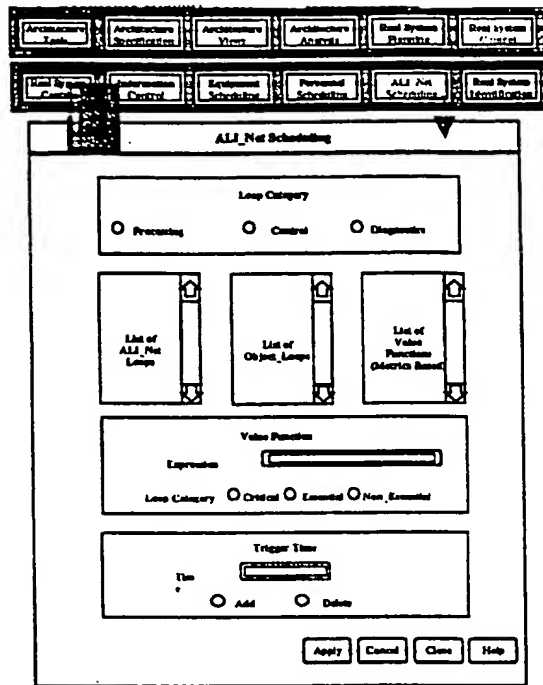 Architecture Tools
Architecture Specification
Architecture Views
Architecture Analysis
Real System Planning
Real System Control
Real System
Information Control
Equipment Scheduling
Personnel Scheduling
ALI_Net Scheduling
Real System Identification
ALI_Net Scheduling
Loop Category
Processing Control Diagnostics
List of
ALI_Net
Loops
List of
Object_Loops
List of
Value
Functions
(Metrics Based)
Value Function
Expression
Loop Category Critical Essential Non_Essential
Trigger Time
Tim
e
Add Delete
Apply Cancel Close Help